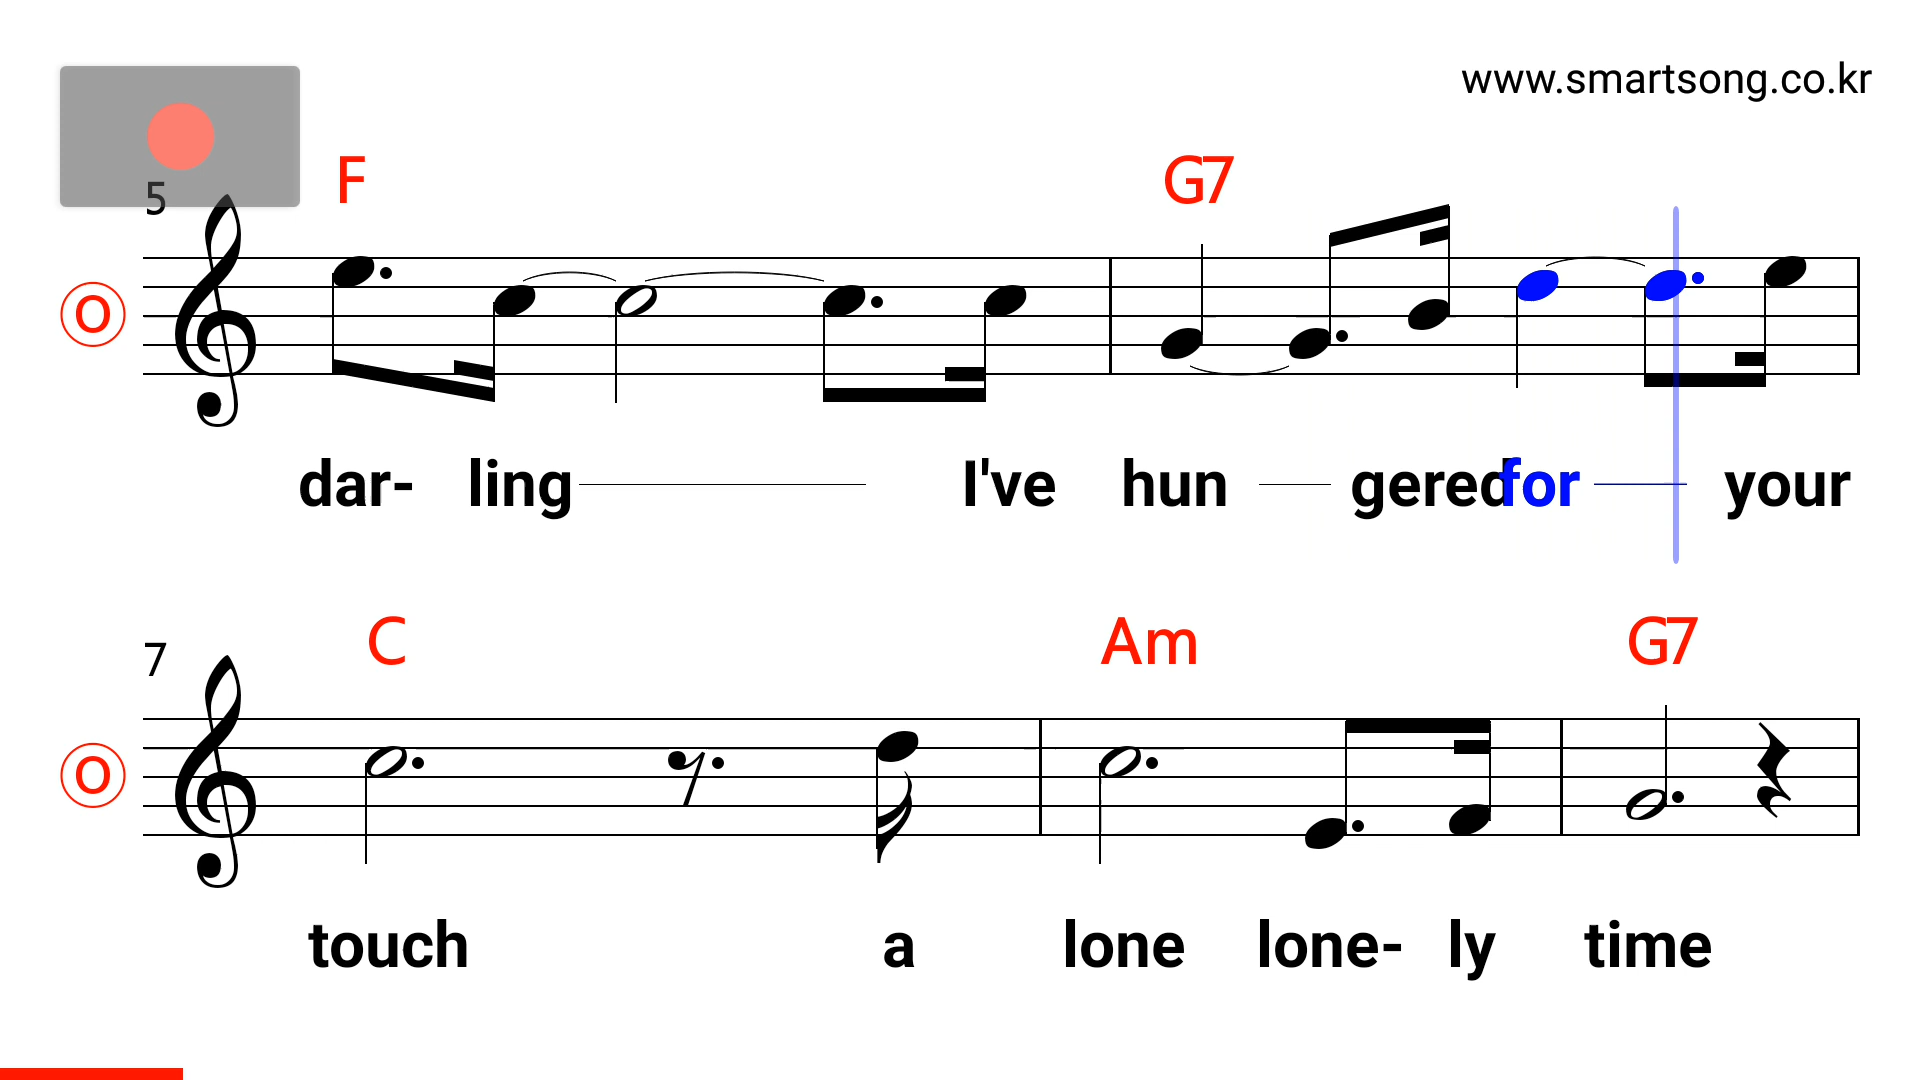 www.smartsong.co.kr
5 F G7
O
dar- ling I've hun gered for your
7 C Am G7
O
touch a lone lone- ly time